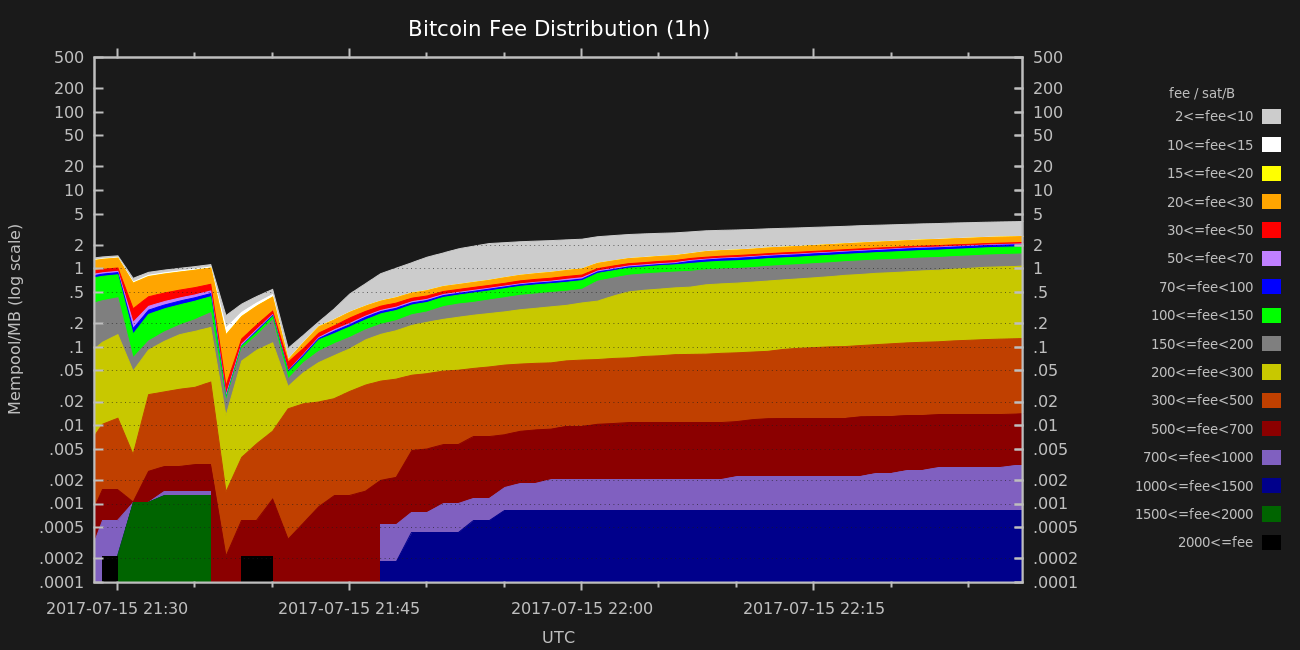 Bitcoin Fee Distribution (1h)
Mempool/MB (log scale)
500
200
100
50
20
10
5
2
1
.5
.2
.1
.05
.02
.01
.005
.002
.001
.0005
.0002
.0001
500
200
100
50
20
10
5
2
1
.5
.2
.1
.05
.02
.01
.005
.002
.001
.0005
.0002
.0001
2017-07-15 21:30
2017-07-15 21:45
2017-07-15 22:00
2017-07-15 22:15
UTC
fee / sat/B
2<=fee<10
10<=fee<15
15<=fee<20
20<=fee<30
30<=fee<50
50<=fee<70
70<=fee<100
100<=fee<150
150<=fee<200
200<=fee<300
300<=fee<500
500<=fee<700
700<=fee<1000
1000<=fee<1500
1500<=fee<2000
2000<=fee